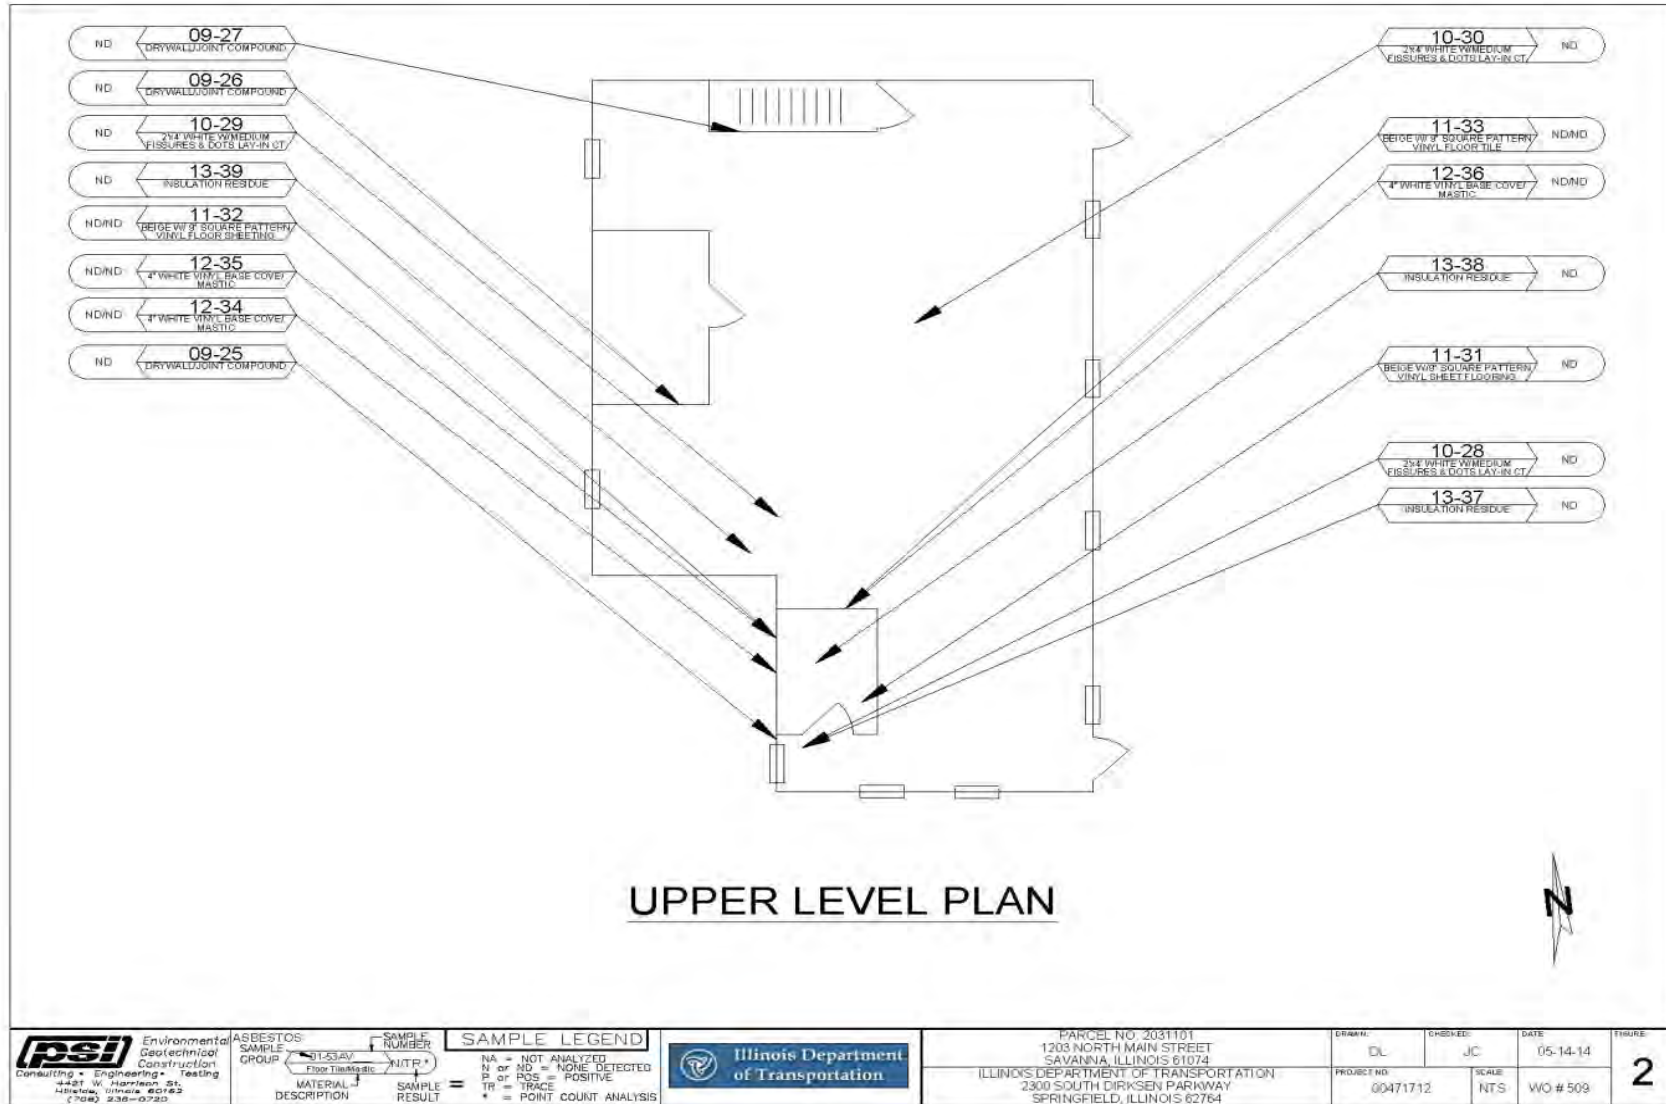 ND
09-27
DRYWALL/JOINT COMPOUND
ND
09-26
DRYWALL/JOINT COMPOUND
ND
10-29
2'X4' WHITE W/MEDIUM
FISSURES & DOTS LAY-IN CT
ND
13-39
INSULATION RESIDUE
ND/ND
11-32
BEIGE W/ 9" SQUARE PATTERN
VINYL FLOOR SHEETING
ND/ND
12-35
4" WHITE VINYL BASE COVE/
MASTIC
ND/ND
12-34
4" WHITE VINYL BASE COVE/
MASTIC
ND
09-25
DRYWALL/JOINT COMPOUND
10-30
2'X4' WHITE W/MEDIUM
FISSURES & DOTS LAY-IN CT
ND
11-33
BEIGE W/ 9" SQUARE PATTERN
VINYL FLOOR TILE
ND/ND
12-36
4" WHITE VINYL BASE COVE/
MASTIC
ND/ND
13-38
INSULATION RESIDUE
ND
11-31
BEIGE W/9" SQUARE PATTERN
VINYL SHEET FLOORING
ND
10-28
2'X4' WHITE W/MEDIUM
FISSURES & DOTS LAY-IN CT
ND
13-37
INSULATION RESIDUE
ND
UPPER LEVEL PLAN
N
psi
Environmental
Geotechnical
Construction
Consulting • Engineering • Testing
4421 W. Harrison St.
Hillside, Illinois 60162
(708) 236-0720
ASBESTOS
SAMPLE
GROUP
SAMPLE
NUMBER
01-53AV
Floor Tile/Mastic
N/TR*
MATERIAL
DESCRIPTION
SAMPLE
RESULT
SAMPLE LEGEND
NA = NOT ANALYZED
N or ND = NONE DETECTED
P or POS = POSITIVE
TR = TRACE
* = POINT COUNT ANALYSIS
=
Illinois Department
of Transportation
PARCEL NO. 2031101
1203 NORTH MAIN STREET
SAVANNA, ILLINOIS 61074
ILLINOIS DEPARTMENT OF TRANSPORTATION
2300 SOUTH DIRKSEN PARKWAY
SPRINGFIELD, ILLINOIS 62764
DRAWN:
DL
CHECKED:
JC
DATE
05-14-14
PROJECT NO.
00471712
SCALE
NTS
WO # 509
FIGURE
2